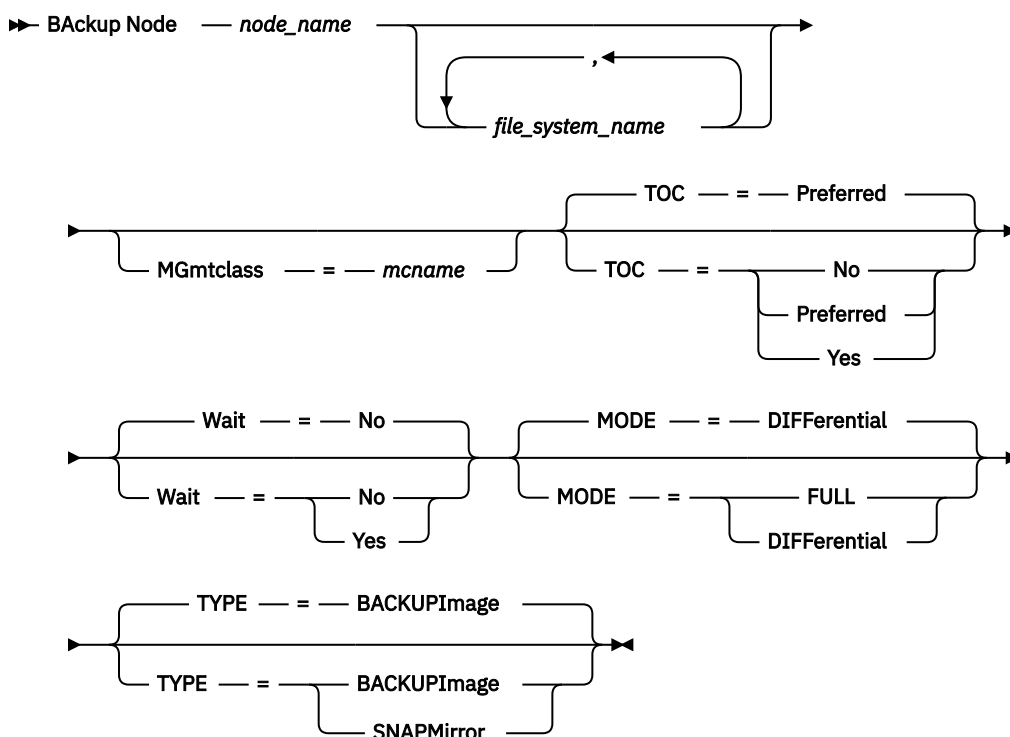 BAckup Node node_name
,
file_system_name
TOC = Preferred
MGmtclass = mcname TOC = No
Preferred
Yes
Wait = No MODE = DIFFerential
Wait = No MODE = FULL
Yes DIFFerential
TYPE = BACKUPImage
TYPE = BACKUPImage
SNAPMirror